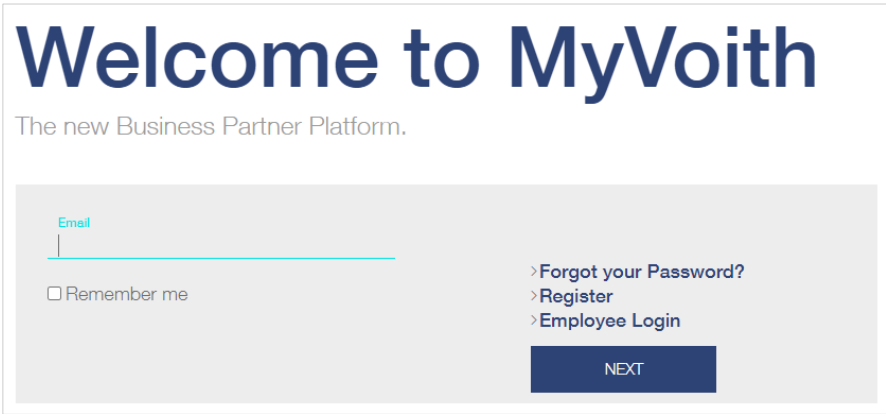 Welcome to MyVoith
The new Business Partner Platform.
Email
Remember me
>Forgot your Password?
>Register
>Employee Login
NEXT